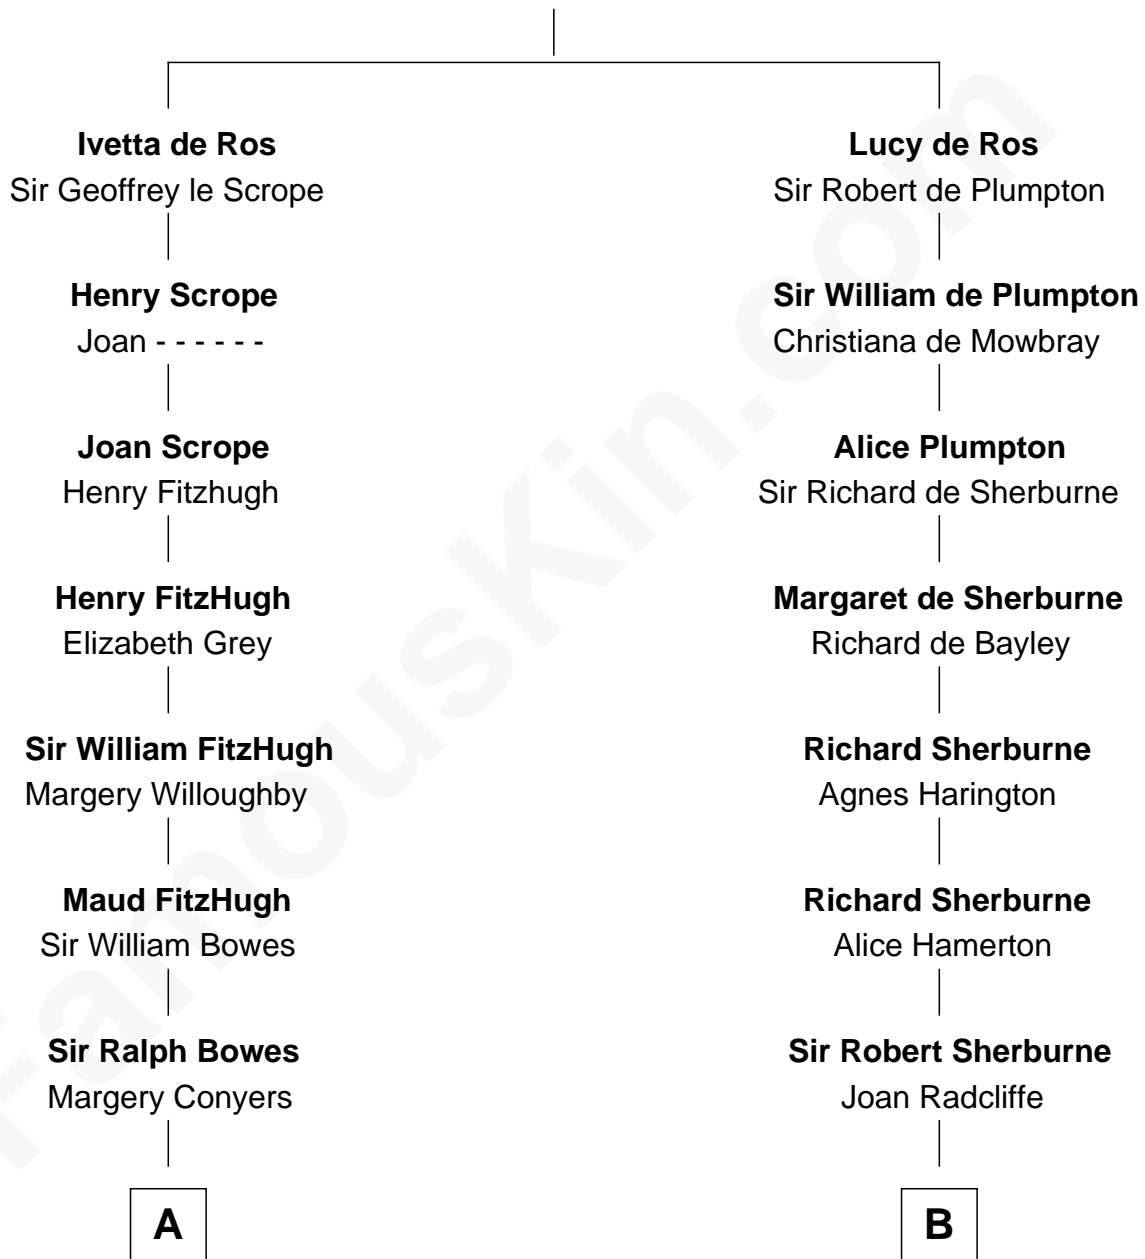 Ivetta de Ros
Sir Geoffrey le Scrope
Henry Scrope
Joan - - - - - -
Joan Scrope
Henry Fitzhugh
Henry FitzHugh
Elizabeth Grey
Sir William FitzHugh
Margery Willoughby
Maud FitzHugh
Sir William Bowes
Sir Ralph Bowes
Margery Conyers
A
Lucy de Ros
Sir Robert de Plumpton
Sir William de Plumpton
Christiana de Mowbray
Alice Plumpton
Sir Richard de Sherburne
Margaret de Sherburne
Richard de Bayley
Richard Sherburne
Agnes Harington
Richard Sherburne
Alice Hamerton
Sir Robert Sherburne
Joan Radcliffe
B
FamousKin.com